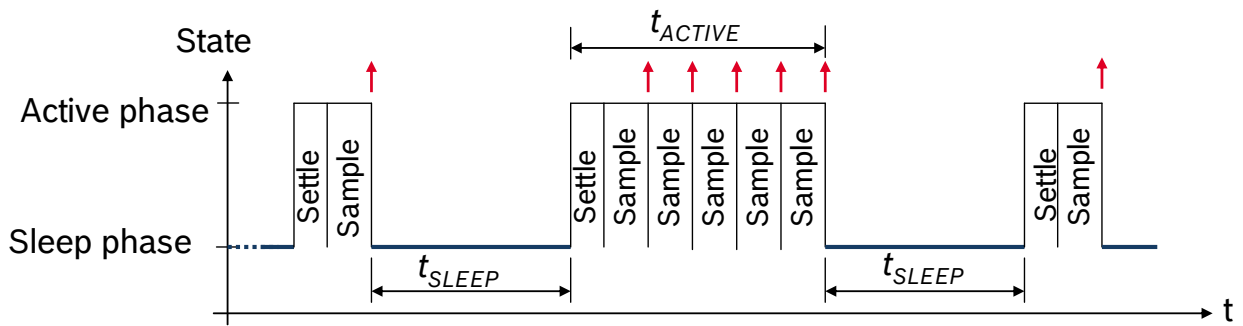 t_ACTIVE
State
Active phase
Settle
Sample
Settle
Sample
Sample
Sample
Sample
Sample
Settle
Sample
Sleep phase
t_SLEEP
t_SLEEP
t